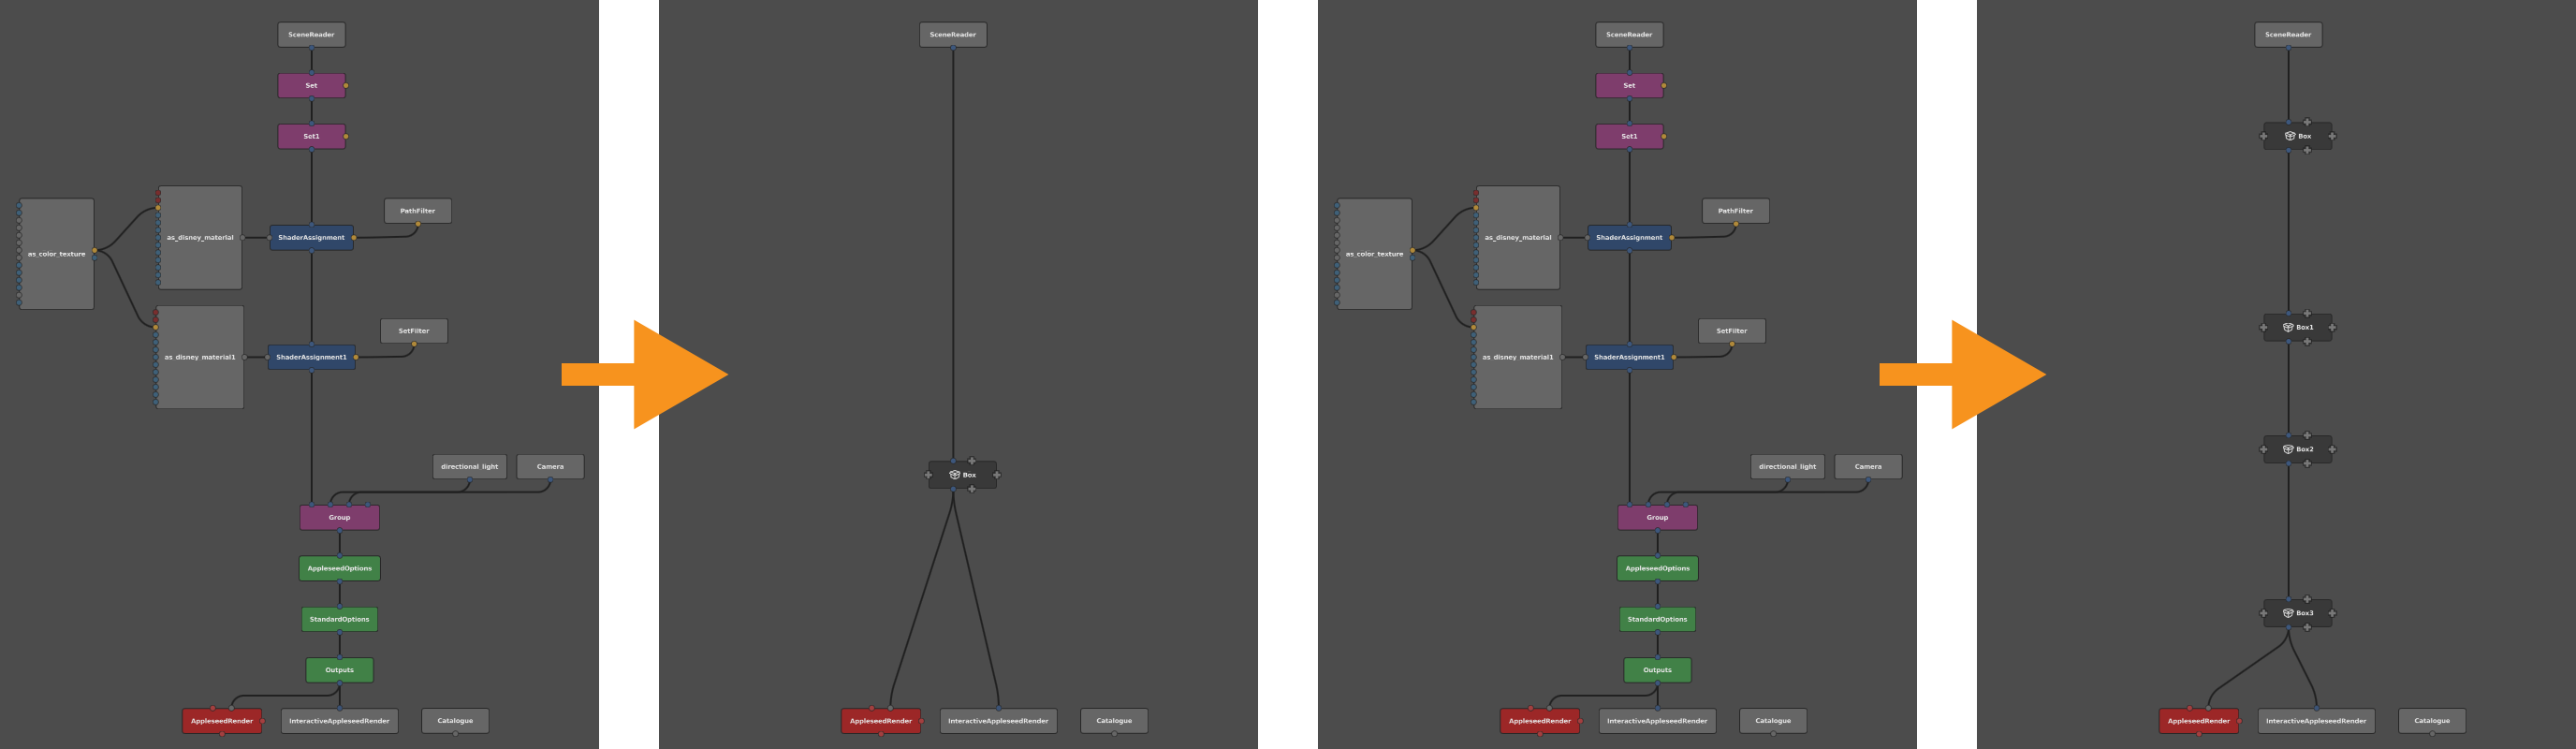 SceneReader
Set
Set1
PathFilter
as_disney_material
ShaderAssignment
as_color_texture
SetFilter
as_disney_material1
ShaderAssignment1
directional_light
Camera
Group
AppleseedOptions
StandardOptions
Outputs
AppleseedRender
InteractiveAppleseedRender
Catalogue
SceneReader
Box
AppleseedRender
InteractiveAppleseedRender
Catalogue
SceneReader
Set
Set1
PathFilter
as_disney_material
ShaderAssignment
as_color_texture
SetFilter
as_disney_material1
ShaderAssignment1
directional_light
Camera
Group
AppleseedOptions
StandardOptions
Outputs
AppleseedRender
InteractiveAppleseedRender
Catalogue
SceneReader
Box
Box1
Box2
Box3
AppleseedRender
InteractiveAppleseedRender
Catalogue